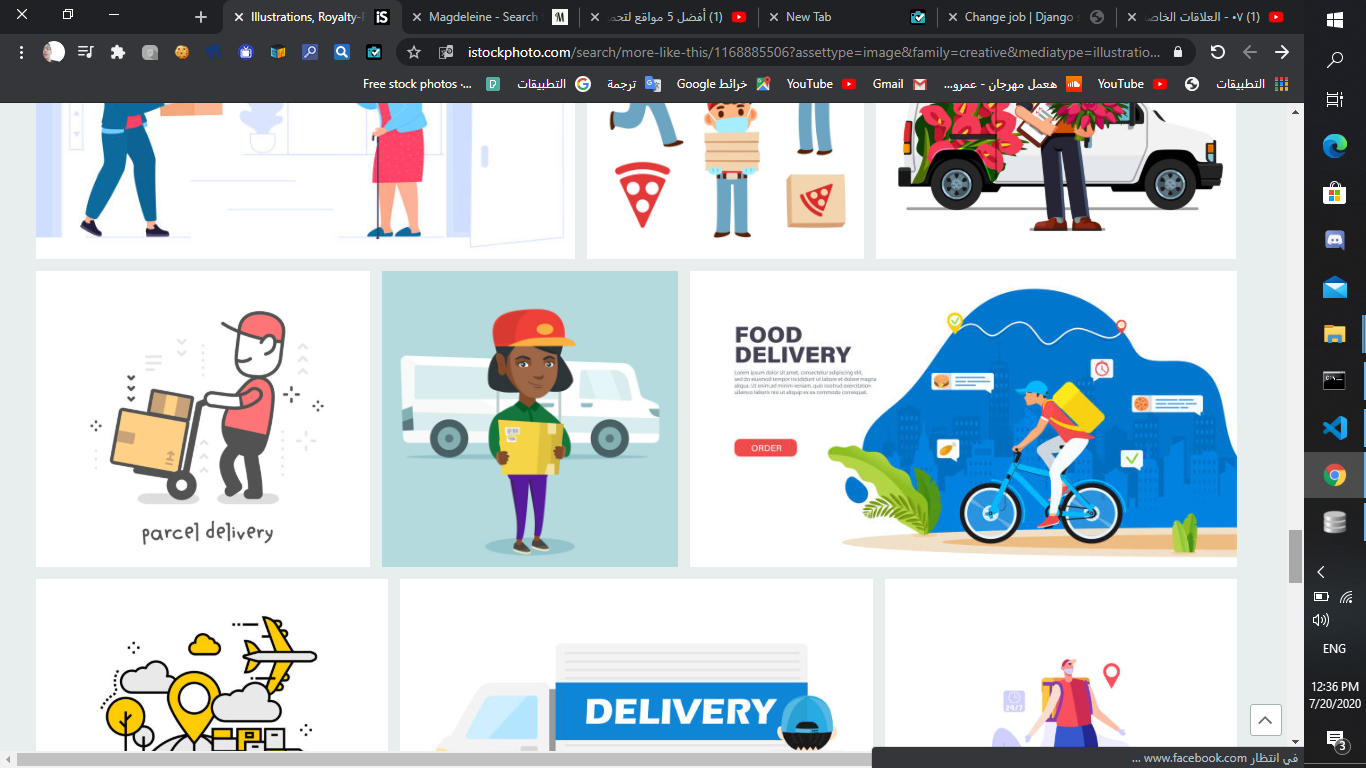 Illustrations, Royalty-
Magdeleine - Search
(1) أفضل 5 مواقع لتحم
New Tab
Change job | Django s
(1) ٠٧ - العلاقات الخاص
istockphoto.com/search/more-like-this/1168885506?assettype=image&family=creative&mediatype=illustratio...
Free stock photos ·...
التطبيقات
ترجمة
خرائط Google
YouTube
Gmail
هعمل مهرجان - عمرو...
YouTube
التطبيقات
parcel delivery
FOOD
DELIVERY
Lorem ipsum dolor sit amet, consectetur adipiscing elit,
sed do eiusmod tempor incididunt ut labore et dolore magna
aliqua. Ut enim ad minim veniam, quis nostrud exercitation
ullamco laboris nisi ut aliquip ex ea commodo consequat.
ORDER
DELIVERY
24/7
في انتظار www.facebook.com ...
ENG
12:36 PM
7/20/2020
3